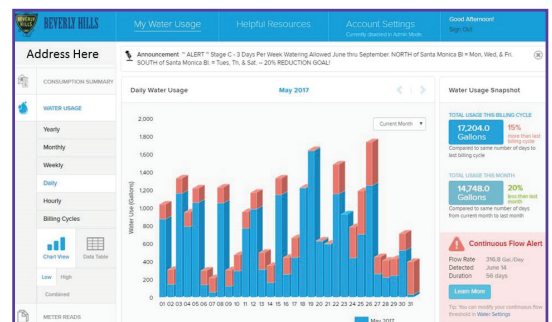 BEVERLY HILLS
My Water Usage
Helpful Resources
Account Settings
Currently disabled in Admin Mode
Good Afternoon!
Sign Out
Address Here
Announcement ~ ALERT ~ Stage C - 3 Days Per Week Watering Allowed June thru September. NORTH of Santa Monica Bl = Mon, Wed, & Fri.
SOUTH of Santa Monica Bl. = Tues, Th, & Sat. – 20% REDUCTION GOAL!
CONSUMPTION SUMMARY
WATER USAGE
Yearly
Monthly
Weekly
Daily
Hourly
Billing Cycles
Chart View
Data Table
Low High
Combined
METER READS
Daily Water Usage
May 2017
Current Month
Water Use (Gallons)
2,000
1800
1600
1400
1200
1000
800
600
400
200
0
01 02 03 04 05 06 07 08 09 10 11 12 13 14 15 16 17 18 19 20 21 22 23 24 25 26 27 28 29 30 31
May 2017
Water Usage Snapshot
TOTAL USAGE THIS BILLING CYCLE
17,204.0
Gallons
15%
more than last
billing cycle
Compared to same number of days to
last billing cycle
TOTAL USAGE THIS MONTH
14,748.0
Gallons
20%
less than last
month
Compared to same number of days
from current month to last month
Continuous Flow Alert
Flow Rate 316.8 Gal./Day
Detected June 14
Duration 56 days
Learn More
Tip: You can modify your continuous flow
threshold in Water Settings